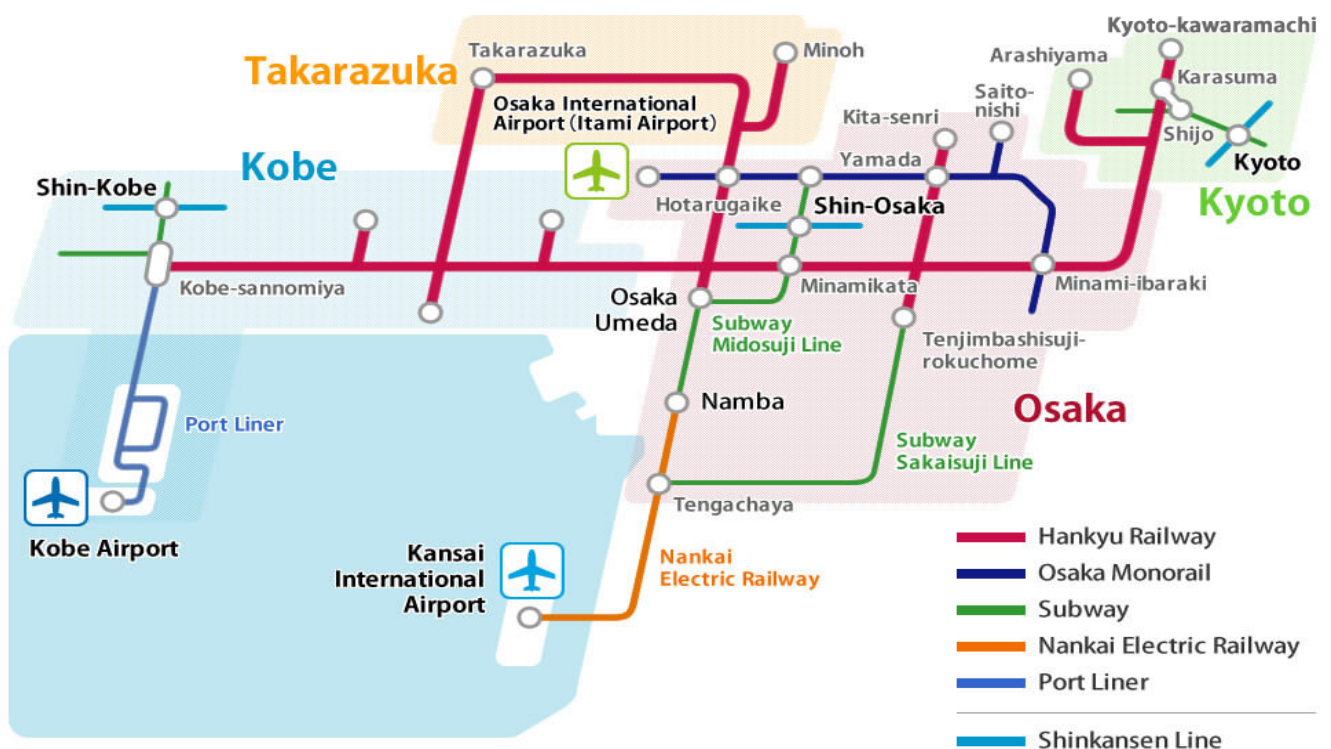 Kyoto-kawaramachi
Takarazuka
Minoh
Arashiyama
Takarazuka
Karasuma
Osaka International
Airport (Itami Airport)
Saito-
nishi
Kita-senri
Shijo
Kobe
Yamada
Kyoto
Shin-Kobe
Hotarugaike
Shin-Osaka
Kyoto
Kobe-sannomiya
Minamikata
Minami-ibaraki
Osaka
Umeda
Subway
Midosuji Line
Tenjimbashisuji-
rokuchome
Namba
Osaka
Port Liner
Subway
Sakaisuji Line
Tengachaya
Kobe Airport
Kansai
International
Airport
Nankai
Electric Railway
Hankyu Railway
Osaka Monorail
Subway
Nankai Electric Railway
Port Liner
Shinkansen Line